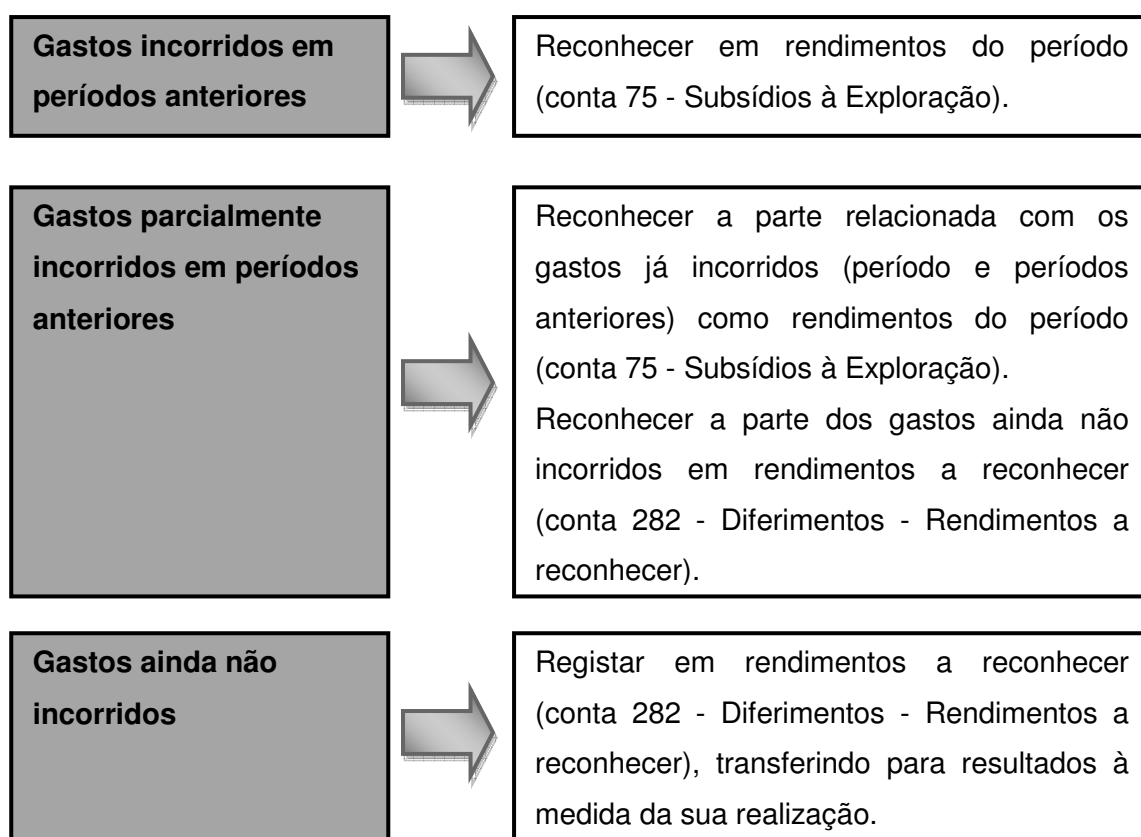 Gastos incorridos em
períodos anteriores
Reconhecer em rendimentos do período
(conta 75 - Subsídios à Exploração).
Gastos parcialmente
incorridos em períodos
anteriores
Reconhecer a parte relacionada com os
gastos já incorridos (período e períodos
anteriores) como rendimentos do período
(conta 75 - Subsídios à Exploração).
Reconhecer a parte dos gastos ainda não
incorridos em rendimentos a reconhecer
(conta 282 - Diferimentos - Rendimentos a
reconhecer).
Gastos ainda não
incorridos
Registar em rendimentos a reconhecer
(conta 282 - Diferimentos - Rendimentos a
reconhecer), transferindo para resultados à
medida da sua realização.